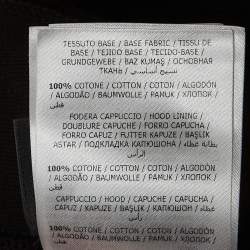 TESSUTO BASE / BASE FABRIC / TISSU DE
BASE / TEJIDO BASE / TECIDO-BASE /
GRUNDGEWEBE / BAZ KUMAŞ / ОСНОВНАЯ
ТКАНЬ / نسيج أساسي /
100% COTONE / COTTON / COTON / ALGODÓN
/ ALGODÃO / BAUMWOLLE / PAMUK / ХЛОПОК /
قطن
FODERA CAPPUCCIO / HOOD LINING /
DOUBLURE CAPUCHE / FORRO CAPUCHA /
FORRO CAPUZ / FUTTER KAPUZE / BAŞLIK
ASTAR / ПОДКЛАДКА КАПЮШОНА / بطانة غطاء
الرأس
100% COTONE / COTTON / COTON / ALGODÓN
/ ALGODÃO / BAUMWOLLE / PAMUK / ХЛОПОК /
قطن
CAPPUCCIO / HOOD / CAPUCHE / CAPUCHA /
CAPUZ / KAPUZE / BAŞLIK / КАПЮШОН / غطاء
الرأس
100% COTONE / COTTON / COTON / ALGODÓN
/ ALGODÃO / BAUMWOLLE / PAMUK / ХЛОПОК /
قطن